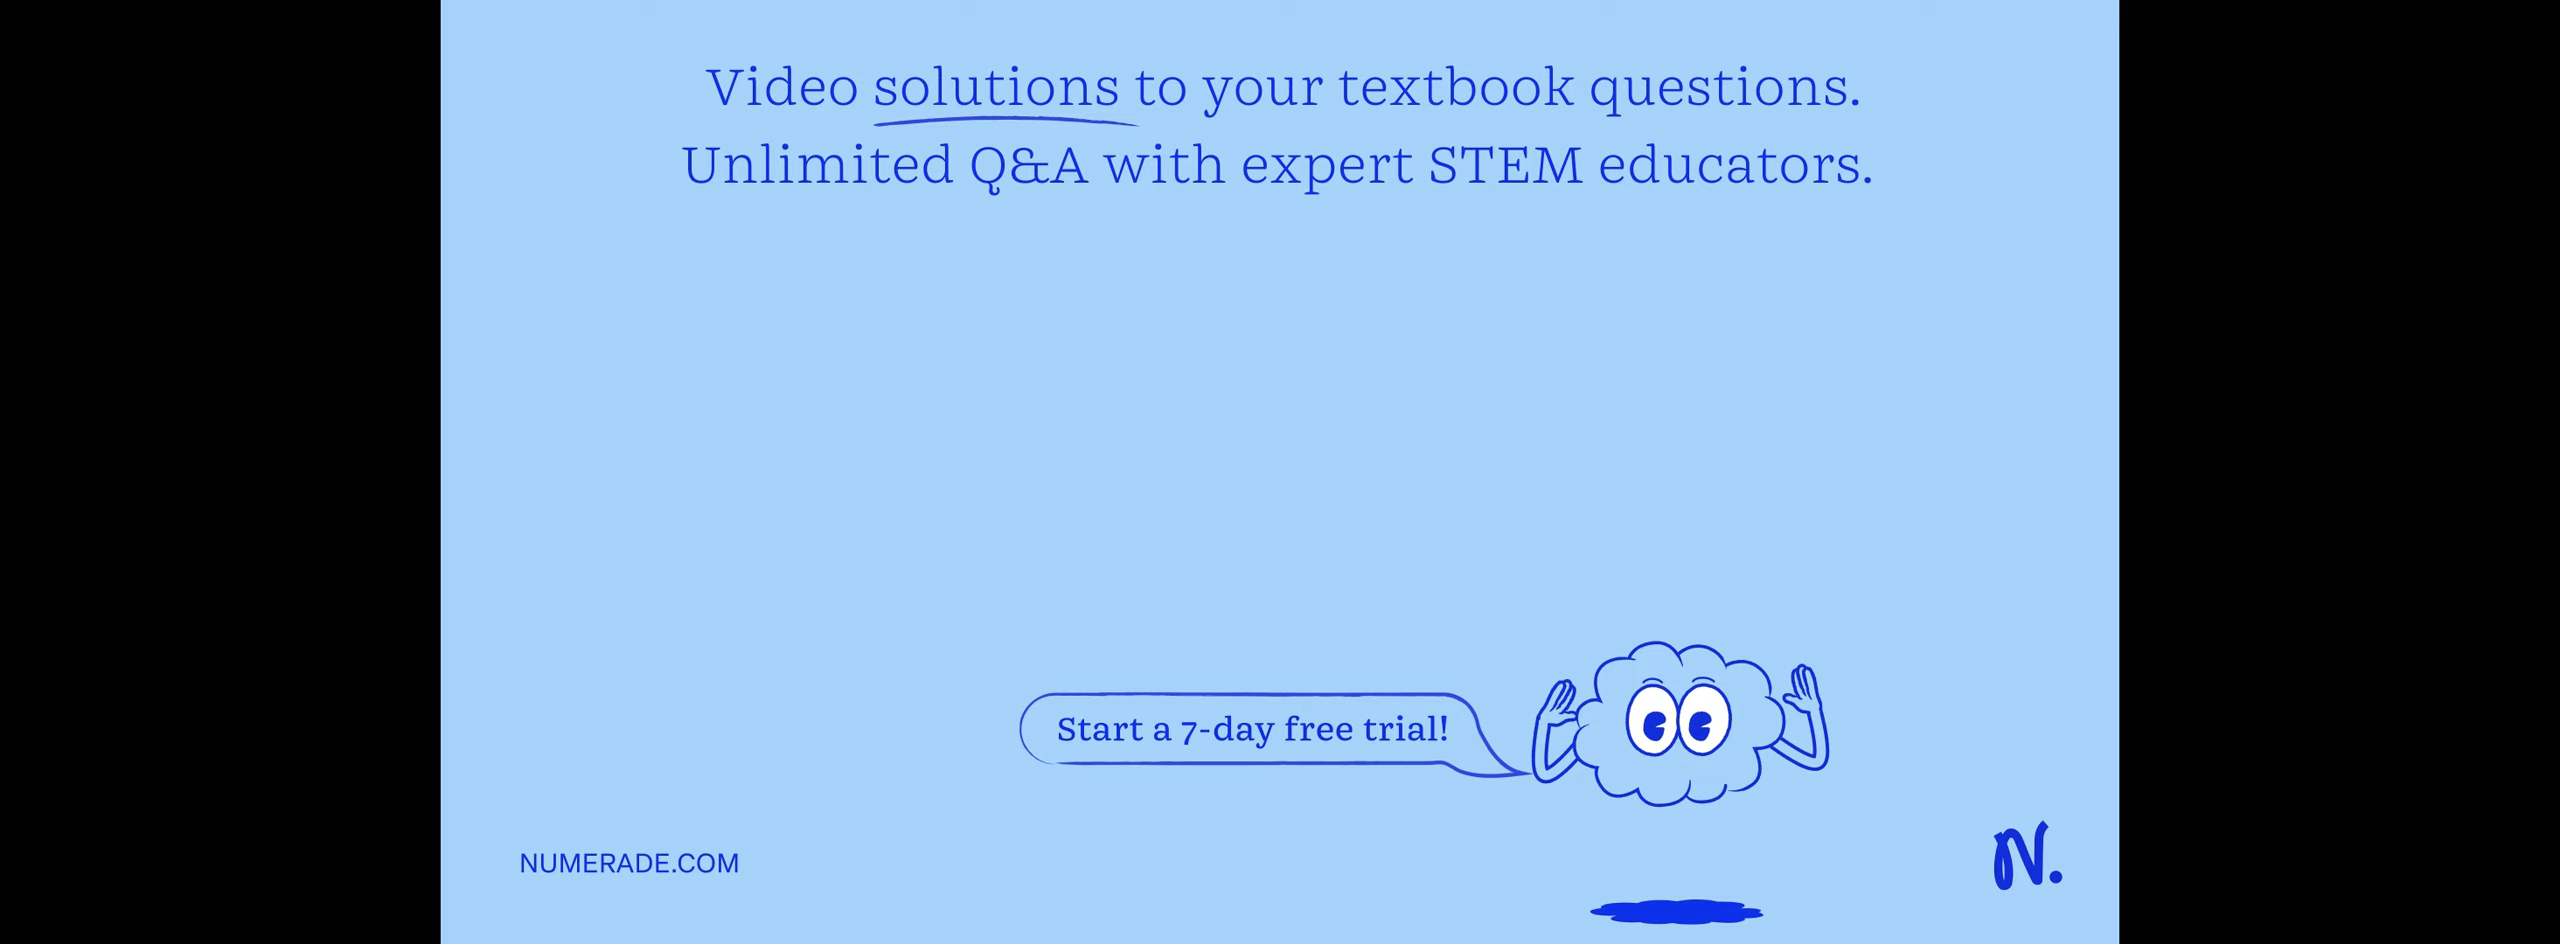 Video solutions to your textbook questions.
Unlimited Q&A with expert STEM educators.
Start a 7-day free trial!
NUMERADE.COM
N.